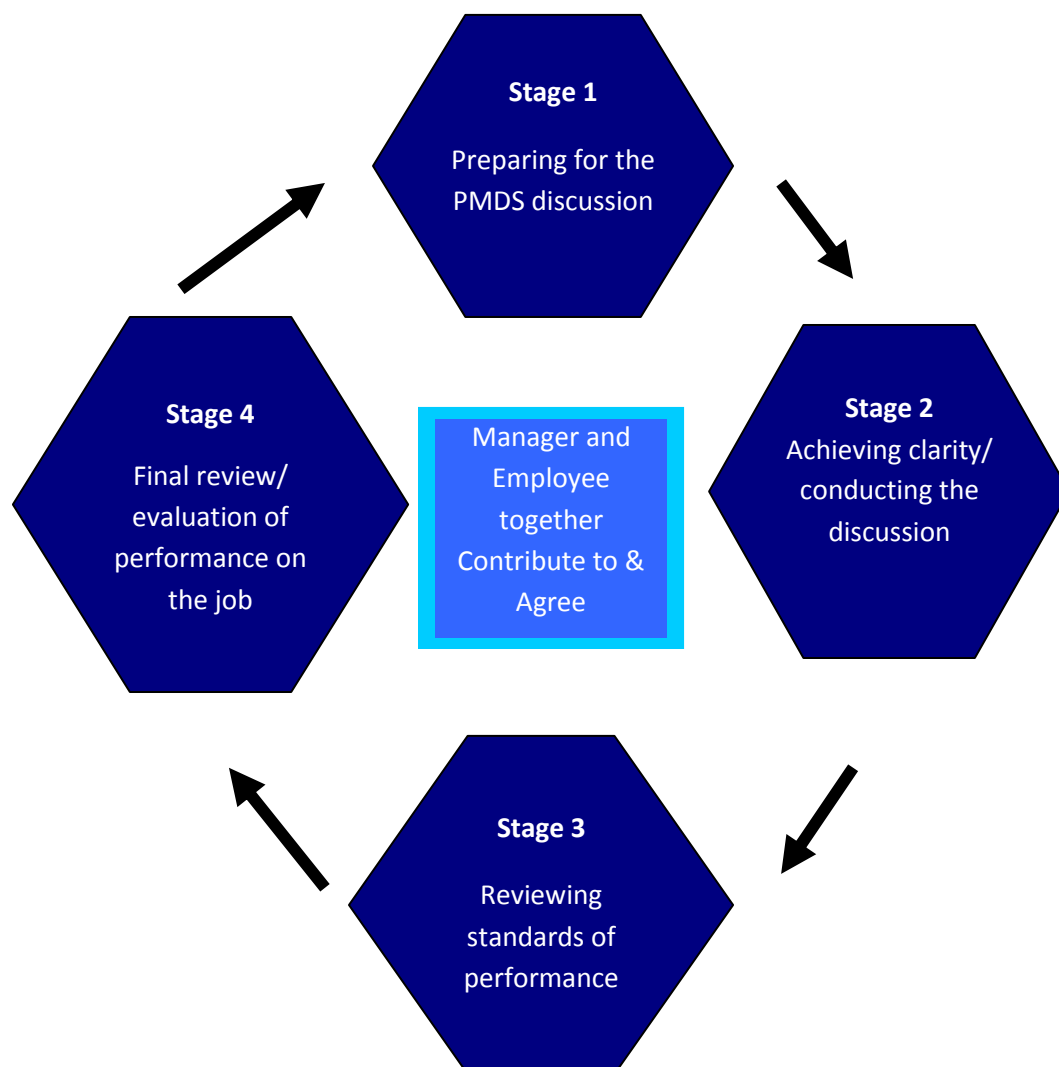 Stage 1
Preparing for the
PMDS discussion
Stage 2
Achieving clarity/
conducting the
discussion
Stage 4
Final review/
evaluation of
performance on
the job
Manager and
Employee
together
Contribute to &
Agree
Stage 3
Reviewing
standards of
performance